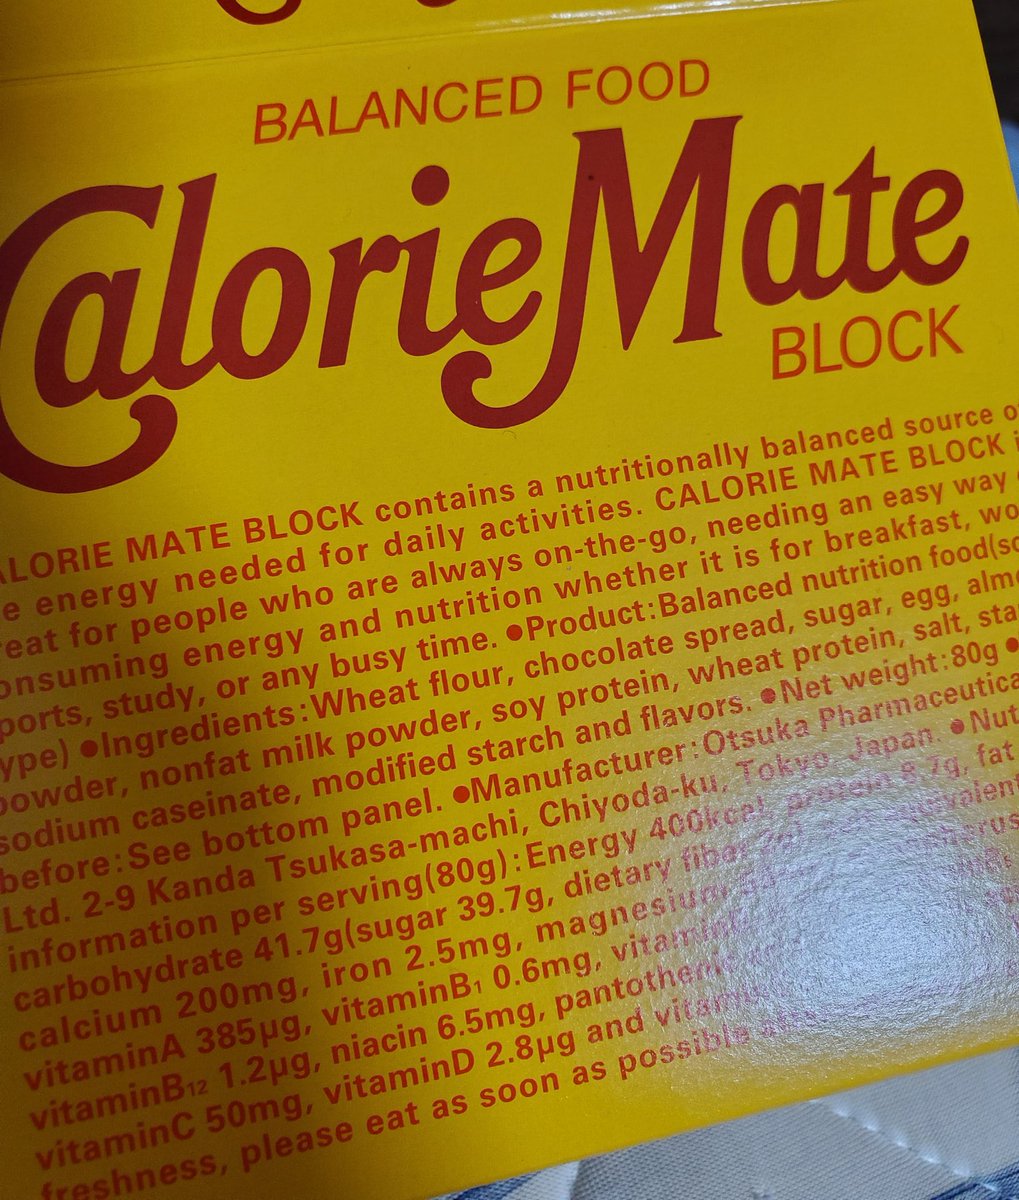 BALANCED FOOD
CalorieMate
BLOCK
ALORIE MATE BLOCK contains a nutritionally balanced source o
e energy needed for daily activities. CALORIE MATE BLOCK i
reat for people who are always on-the-go, needing an easy way
onsuming energy and nutrition whether it is for breakfast, wo
ports, study, or any busy time. ●Product:Balanced nutrition food(so
ype) ●Ingredients:Wheat flour, chocolate spread, sugar, egg, almo
powder, nonfat milk powder, soy protein, wheat protein, salt, sta
sodium caseinate, modified starch and flavors. ●Net weight:80g ●
before:See bottom panel. ●Manufacturer:Otsuka Pharmaceutica
Ltd. 2-9 Kanda Tsukasa-machi, Chiyoda-ku, Tokyo, Japan. ●Nut
information per serving(80g):Energy 400kcal, protein 8.7g, fat
carbohydrate 41.7g(sugar 39.7g, dietary fiber equivalent
calcium 200mg, iron 2.5mg, magnesium
vitaminA 385µg, vitaminB₁ 0.6mg, vitamin
vitaminB₁₂ 1.2µg, niacin 6.5mg, pantothenic
vitaminC 50mg, vitaminD 2.8µg and vitamin
freshness, please eat as soon as possible